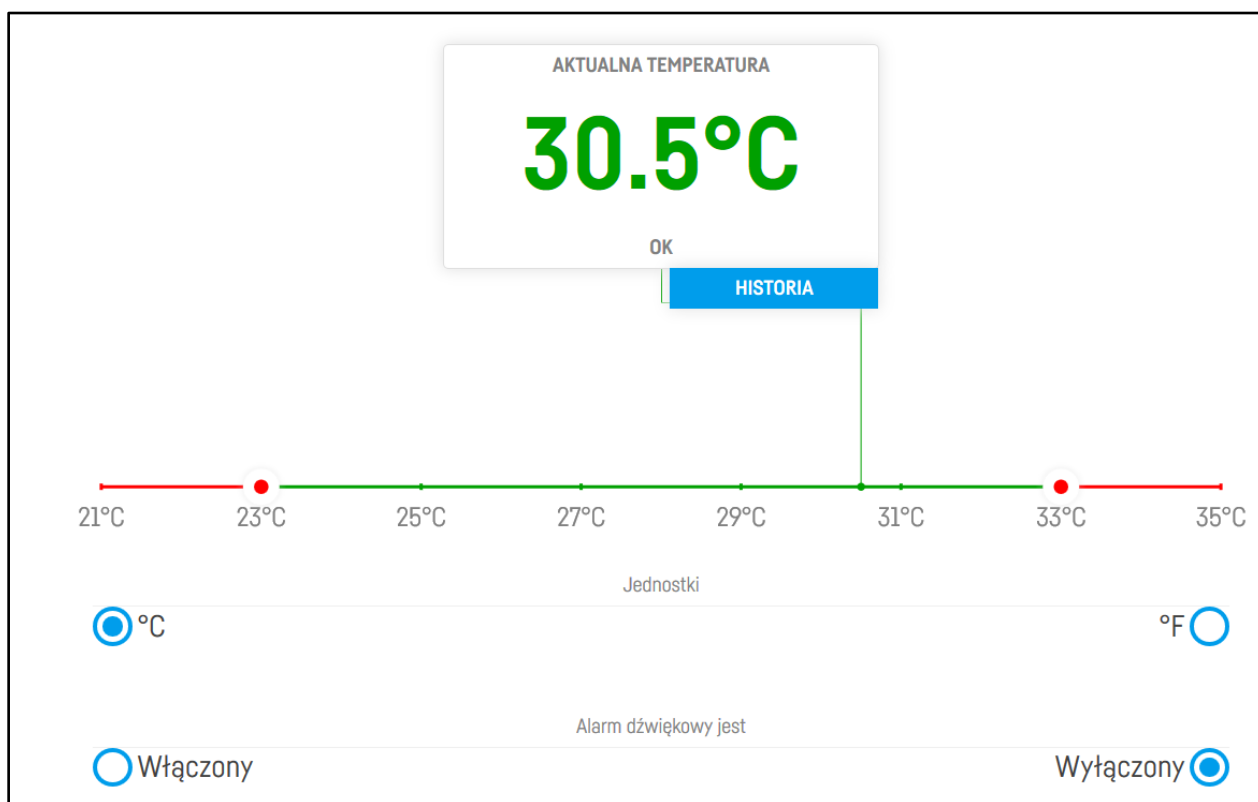 AKTUALNA TEMPERATURA
30.5°C
OK
HISTORIA
21°C 23°C 25°C 27°C 29°C 31°C 33°C 35°C
Jednostki
°C °F
Alarm dźwiękowy jest
Włączony Wyłączony